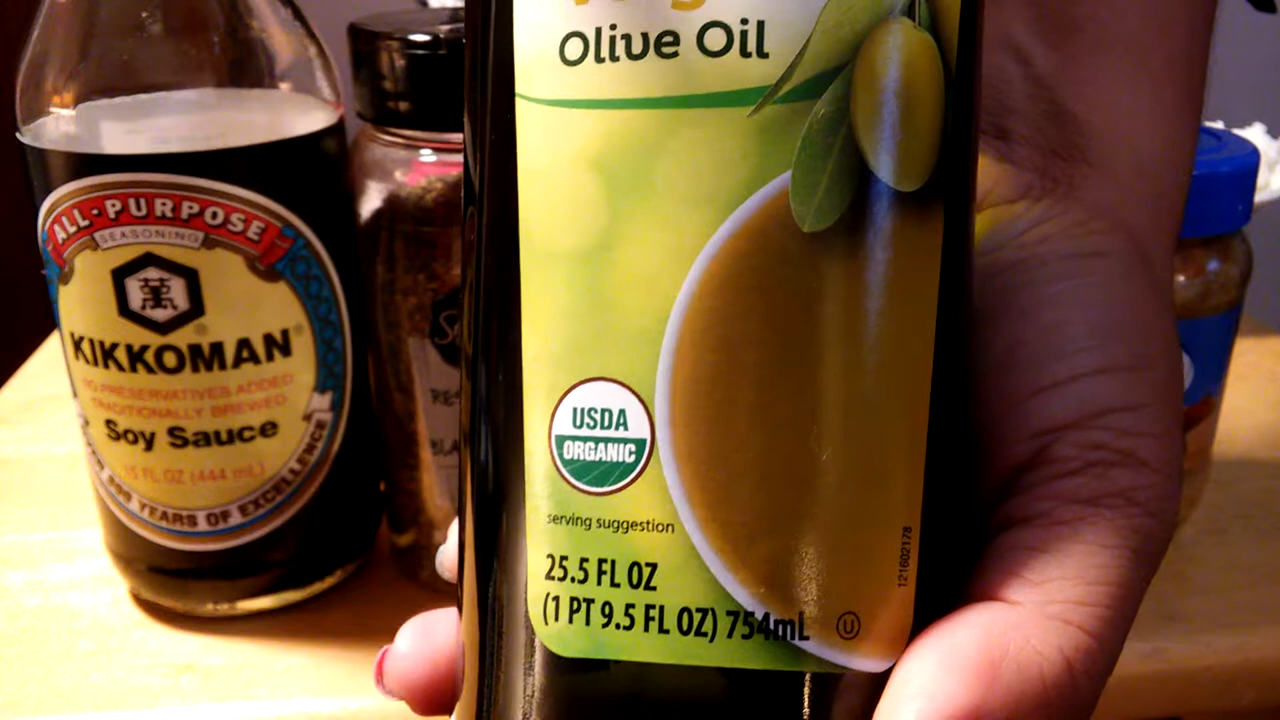 Olive Oil
USDA
ORGANIC
serving suggestion
25.5 FL OZ
(1 PT 9.5 FL OZ) 754mL
U
121602178
ALL-PURPOSE
SEASONING
萬
KIKKOMAN®
NO PRESERVATIVES ADDED
TRADITIONALLY BREWED
Soy Sauce
15 FL OZ (444 mL)
YEARS OF EXCELLENCE